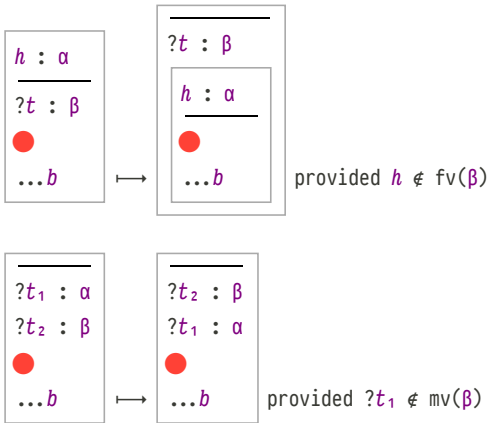 ?t : β
h : α
h : α
?t : β
...b ⟼ ...b provided h ∉ fv(β)
?t₁ : α ?t₂ : β
?t₂ : β ?t₁ : α
...b ⟼ ...b provided ?t₁ ∉ mv(β)